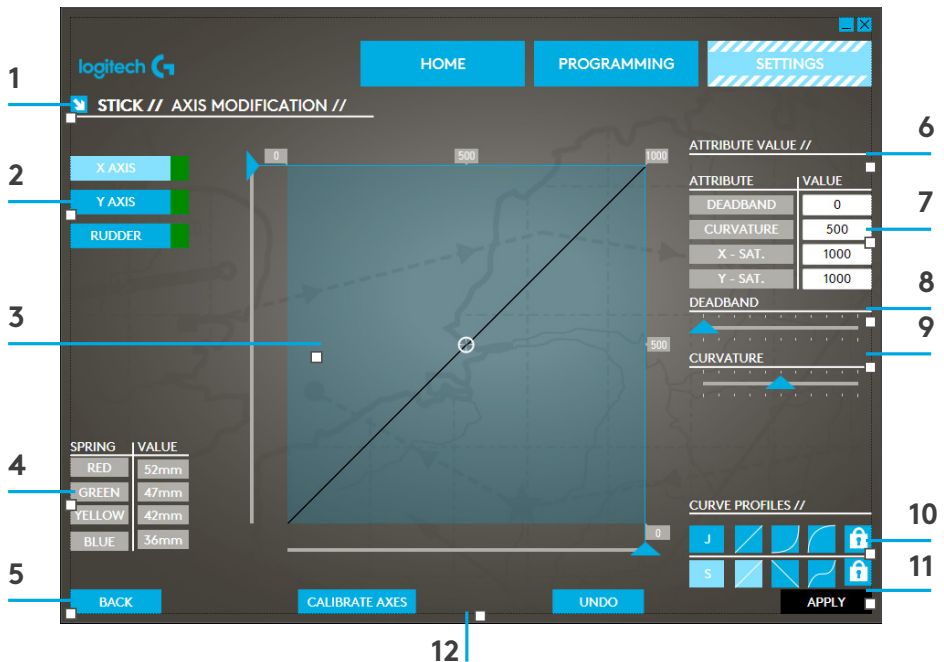 logitech G
HOME
PROGRAMMING
SETTINGS
1
STICK // AXIS MODIFICATION //
2
X AXIS
Y AXIS
RUDDER
0
500
1000
3
500
0
4
SPRING VALUE
RED 52mm
GREEN 47mm
YELLOW 42mm
BLUE 36mm
5
BACK
CALIBRATE AXES
UNDO
12
6
ATTRIBUTE VALUE //
7
ATTRIBUTE VALUE
DEADBAND 0
CURVATURE 500
X - SAT. 1000
Y - SAT. 1000
8
DEADBAND
9
CURVATURE
10
CURVE PROFILES //
J
S
11
APPLY